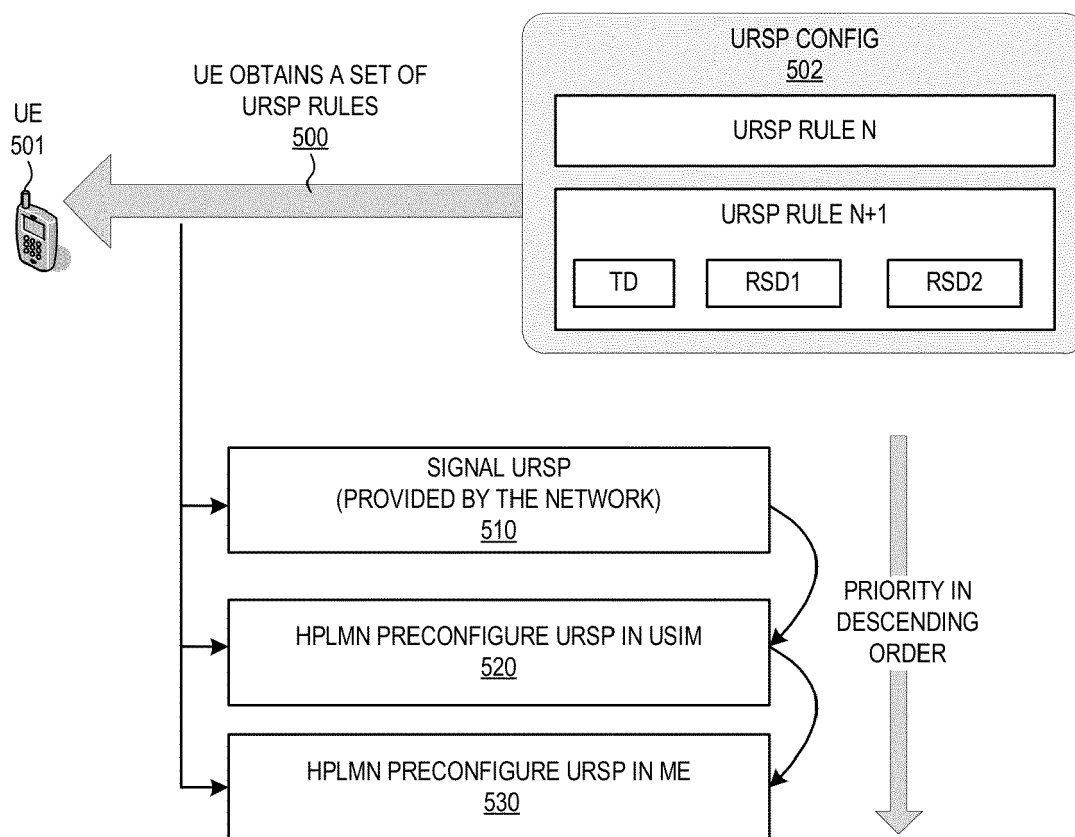 UE
501
UE OBTAINS A SET OF
URSP RULES
500
URSP CONFIG
502
URSP RULE N
URSP RULE N+1
TD
RSD1
RSD2
SIGNAL URSP
(PROVIDED BY THE NETWORK)
510
HPLMN PRECONFIGURE URSP IN USIM
520
HPLMN PRECONFIGURE URSP IN ME
530
PRIORITY IN
DESCENDING
ORDER